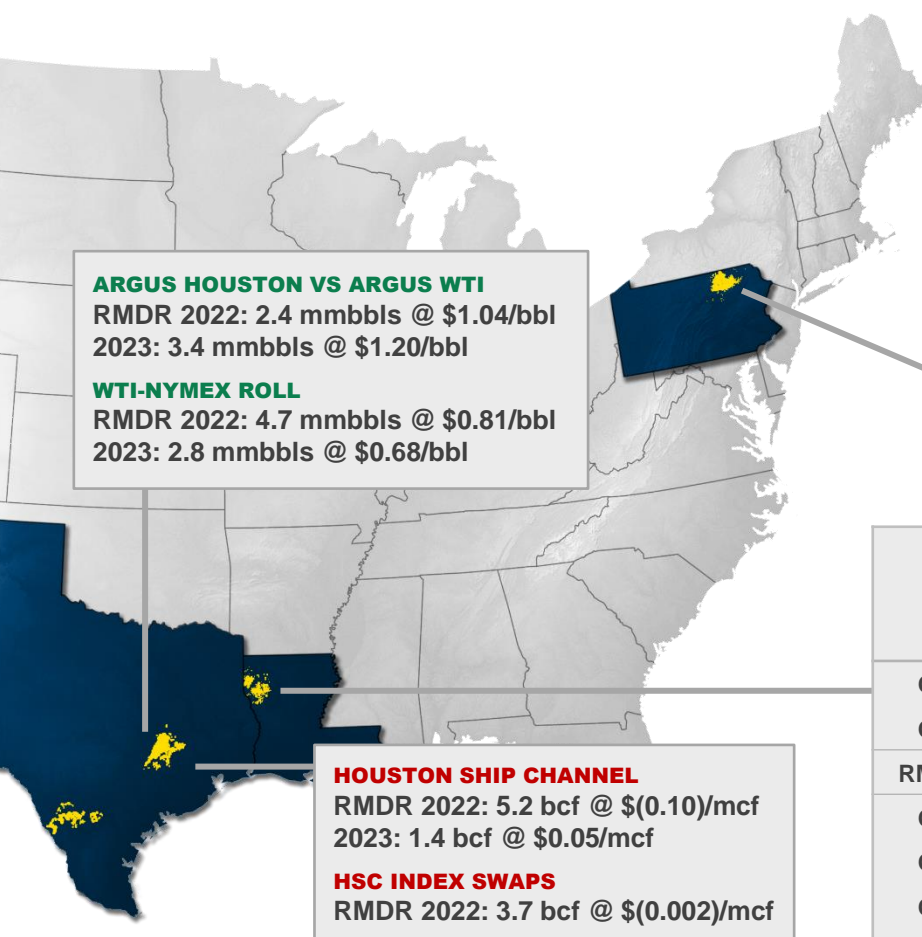 ARGUS HOUSTON VS ARGUS WTI
RMDR 2022: 2.4 mmbbls @ $1.04/bbl
2023: 3.4 mmbbls @ $1.20/bbl
WTI-NYMEX ROLL
RMDR 2022: 4.7 mmbbls @ $0.81/bbl
2023: 2.8 mmbbls @ $0.68/bbl
HOUSTON SHIP CHANNEL
RMDR 2022: 5.2 bcf @ $(0.10)/mcf
2023: 1.4 bcf @ $0.05/mcf
HSC INDEX SWAPS
RMDR 2022: 3.7 bcf @ $(0.002)/mcf